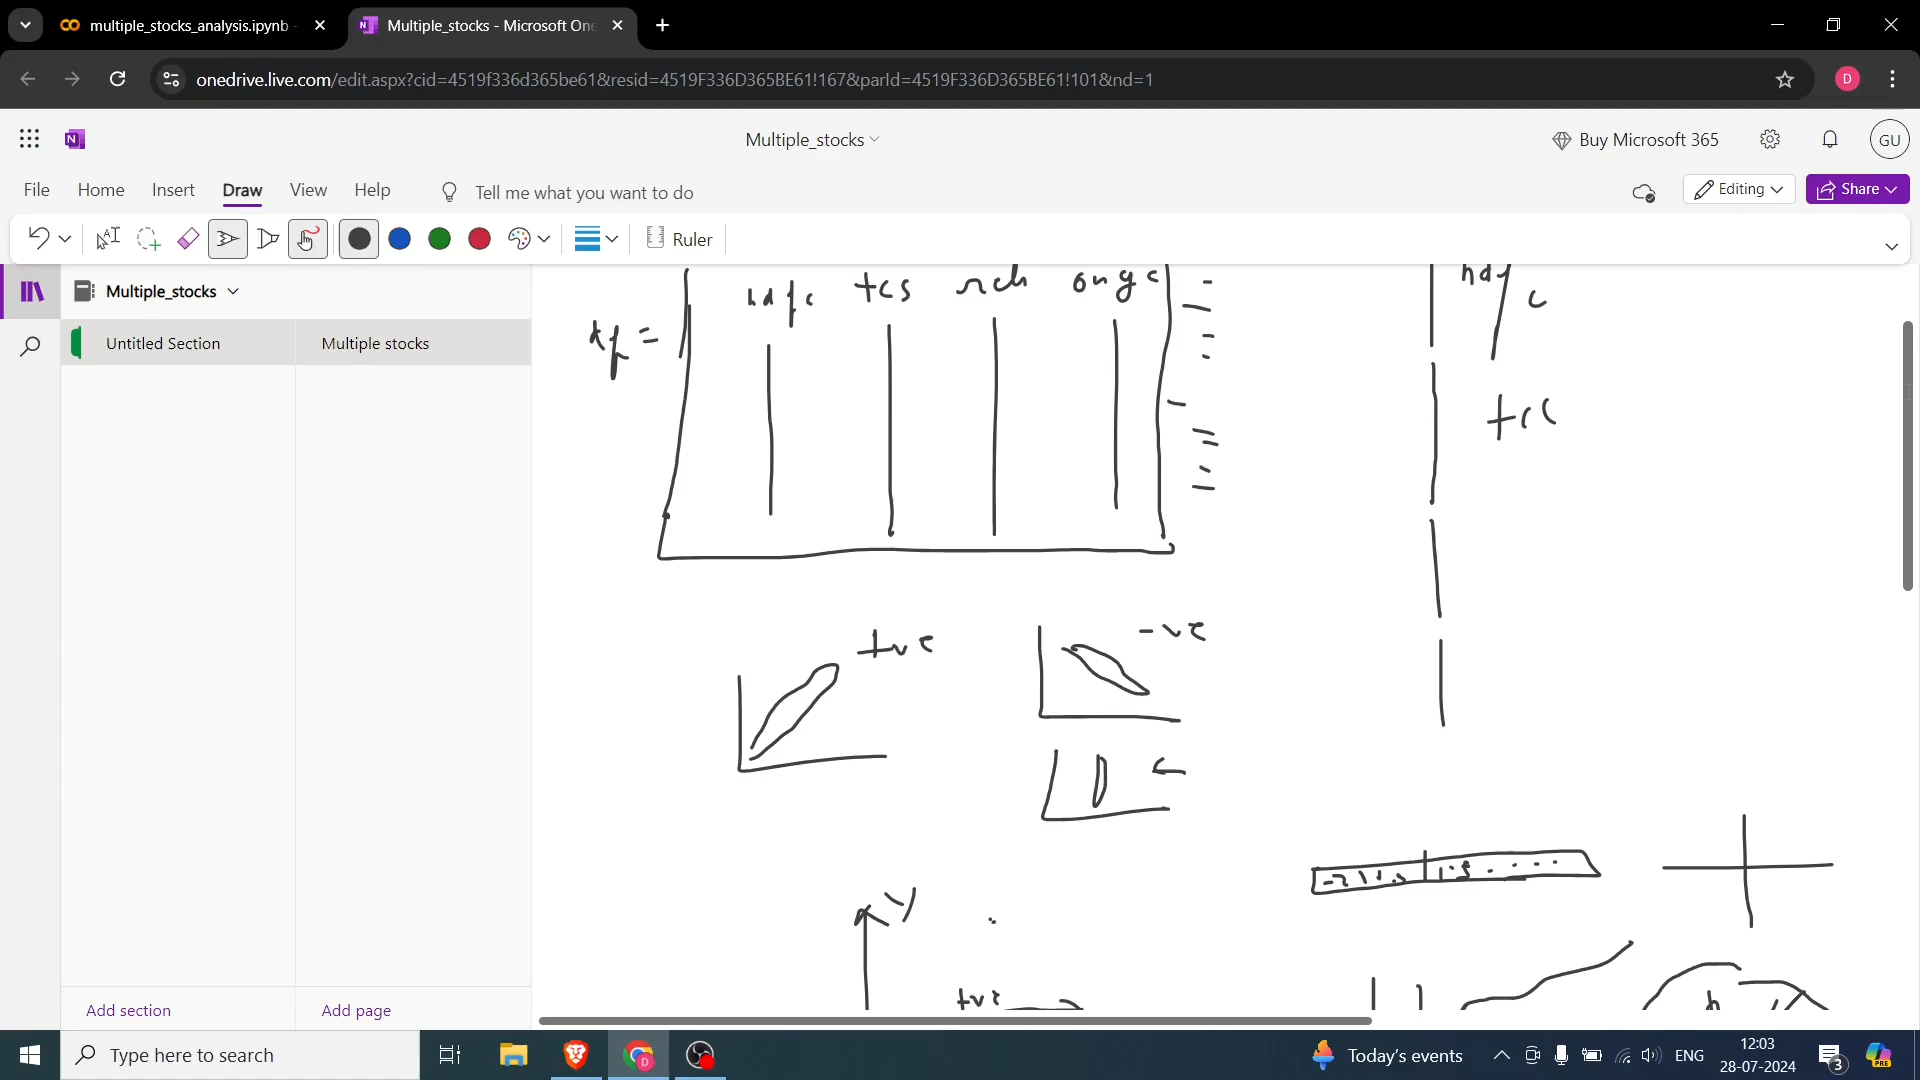 multiple_stocks_analysis.ipynb -
Multiple_stocks - Microsoft One
onedrive.live.com/edit.aspx?cid=4519f336d365be61&resid=4519F336D365BE61!167&parId=4519F336D365BE61!101&nd=1
D
N
Multiple_stocks
Buy Microsoft 365
GU
File Home Insert Draw View Help
Tell me what you want to do
Editing
Share
Ruler
Multiple_stocks
Untitled Section
Multiple stocks
hdfc tcs ongc
hdf
c
df =
+ve
-ve
y
+ve
Add section
Add page
Type here to search
Today's events
ENG
12:03
28-07-2024
3
PRE